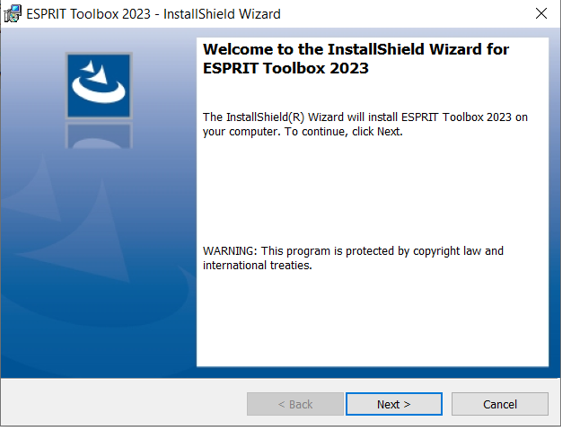 ESPRIT Toolbox 2023 - InstallShield Wizard
Welcome to the InstallShield Wizard for
ESPRIT Toolbox 2023
The InstallShield(R) Wizard will install ESPRIT Toolbox 2023 on
your computer. To continue, click Next.
WARNING: This program is protected by copyright law and
international treaties.
< Back
Next >
Cancel